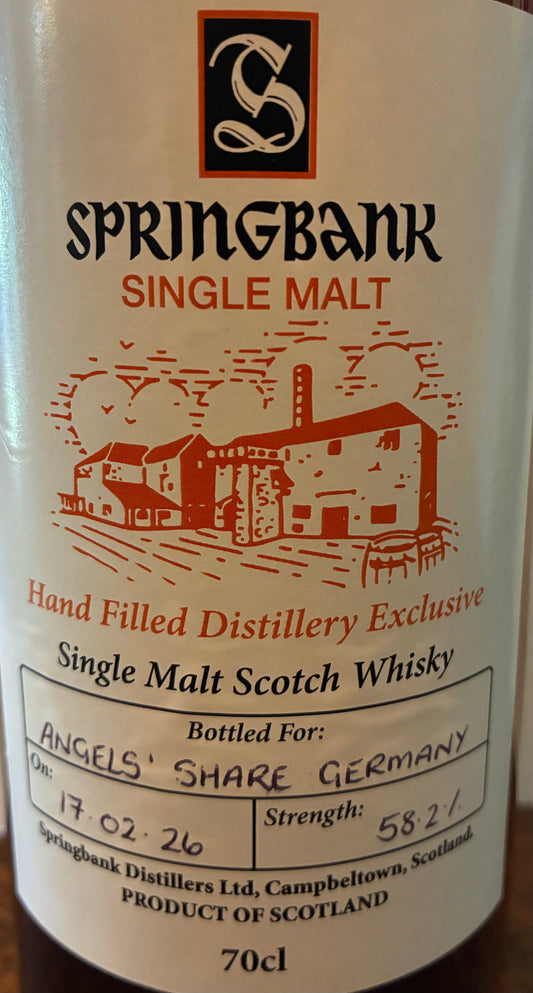 S
SPRINGBANK
SINGLE MALT
Hand Filled Distillery Exclusive
Single Malt Scotch Whisky
Bottled For:
ANGELS' SHARE GERMANY
On:
17.02.26
Strength:
58.2%
Springbank Distillers Ltd, Campbeltown, Scotland.
PRODUCT OF SCOTLAND
70cl